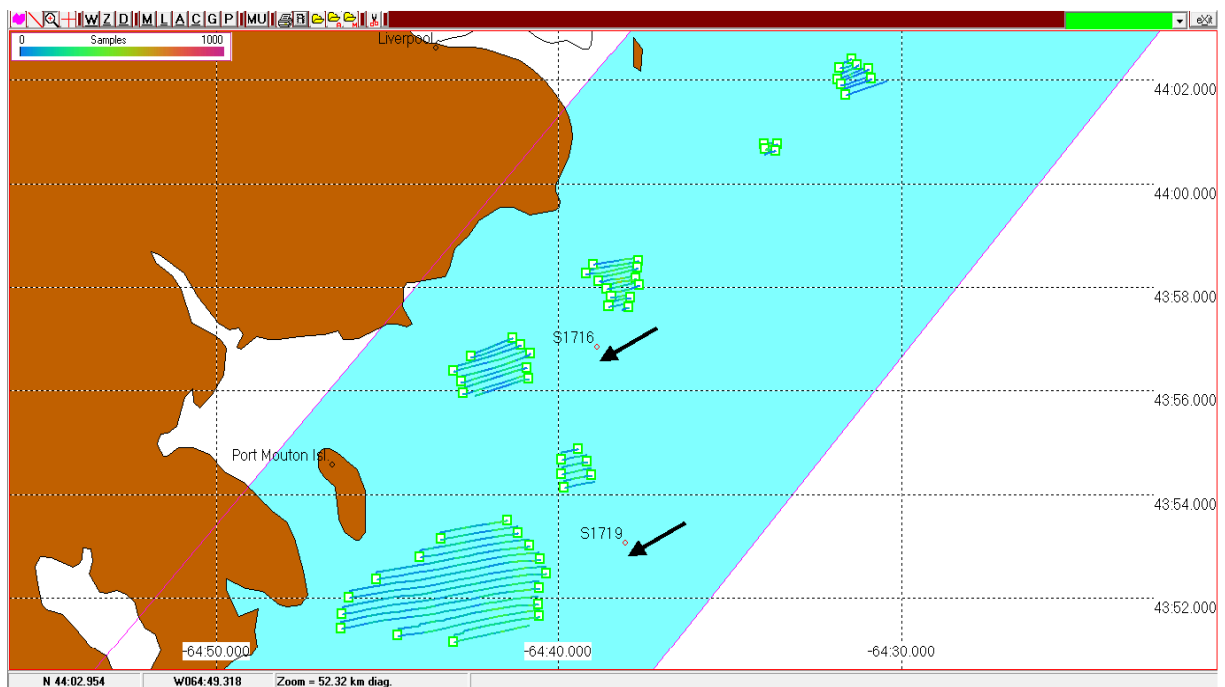 W Z D M L A C G P MU R eXit
0 Samples 1000
Liverpool
44:02.000
44:00.000
43:58.000
S1716
43:56.000
Port Mouton Isl.
43:54.000
S1719
43:52.000
-64:50.000 -64:40.000 -64:30.000
N 44:02.954 W064:49.318 Zoom = 52.32 km diag.